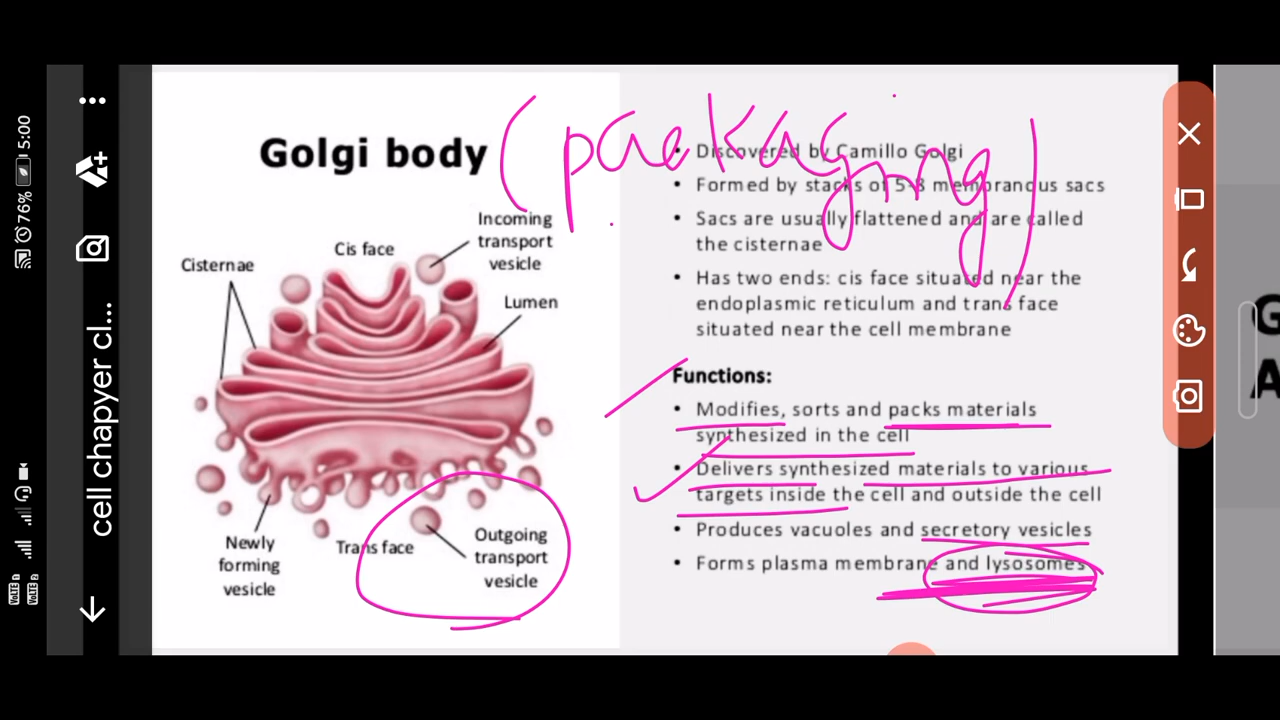 5:00
76%
cell chapyer cl...
Golgi body
(packaging)
Cis face
Incoming
transport
vesicle
Cisternae
Lumen
Newly
forming
vesicle
Trans face
Outgoing
transport
vesicle
• Discovered by Camillo Golgi
• Formed by stacks of 5-8 membranous sacs
• Sacs are usually flattened and are called
the cisternae
• Has two ends: cis face situated near the
endoplasmic reticulum and trans face
situated near the cell membrane
Functions:
• Modifies, sorts and packs materials
synthesized in the cell
• Delivers synthesized materials to various
targets inside the cell and outside the cell
• Produces vacuoles and secretory vesicles
• Forms plasma membrane and lysosomes
G
A